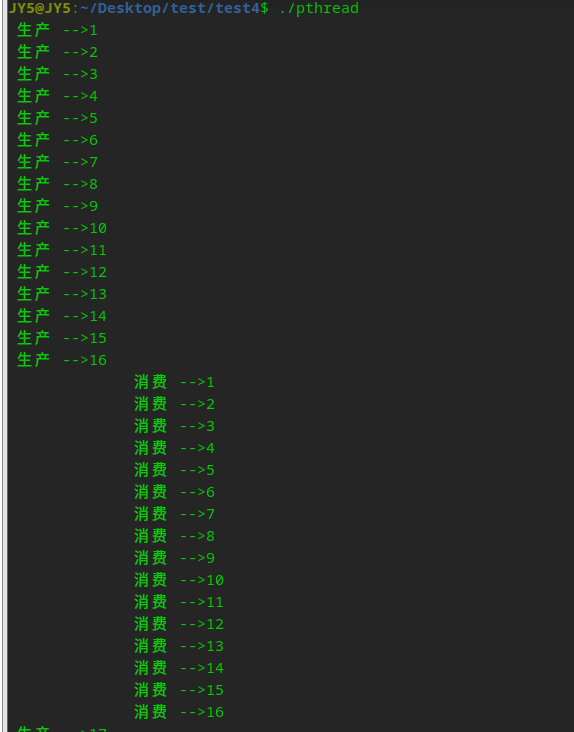 JY5@JY5:~/Desktop/test/test4$ ./pthread
生产 -->1
生产 -->2
生产 -->3
生产 -->4
生产 -->5
生产 -->6
生产 -->7
生产 -->8
生产 -->9
生产 -->10
生产 -->11
生产 -->12
生产 -->13
生产 -->14
生产 -->15
生产 -->16
消费 -->1
消费 -->2
消费 -->3
消费 -->4
消费 -->5
消费 -->6
消费 -->7
消费 -->8
消费 -->9
消费 -->10
消费 -->11
消费 -->12
消费 -->13
消费 -->14
消费 -->15
消费 -->16
生产 -->17